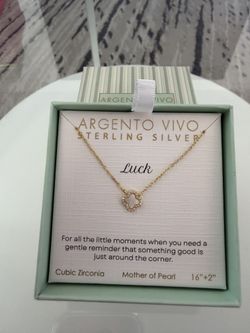 ARGENTO VIVO
ARGENTO VIVO
STERLING SILVER
Luck
For all the little moments when you need a
gentle reminder that something good is
just around the corner.
Cubic Zirconia Mother of Pearl 16"+2"